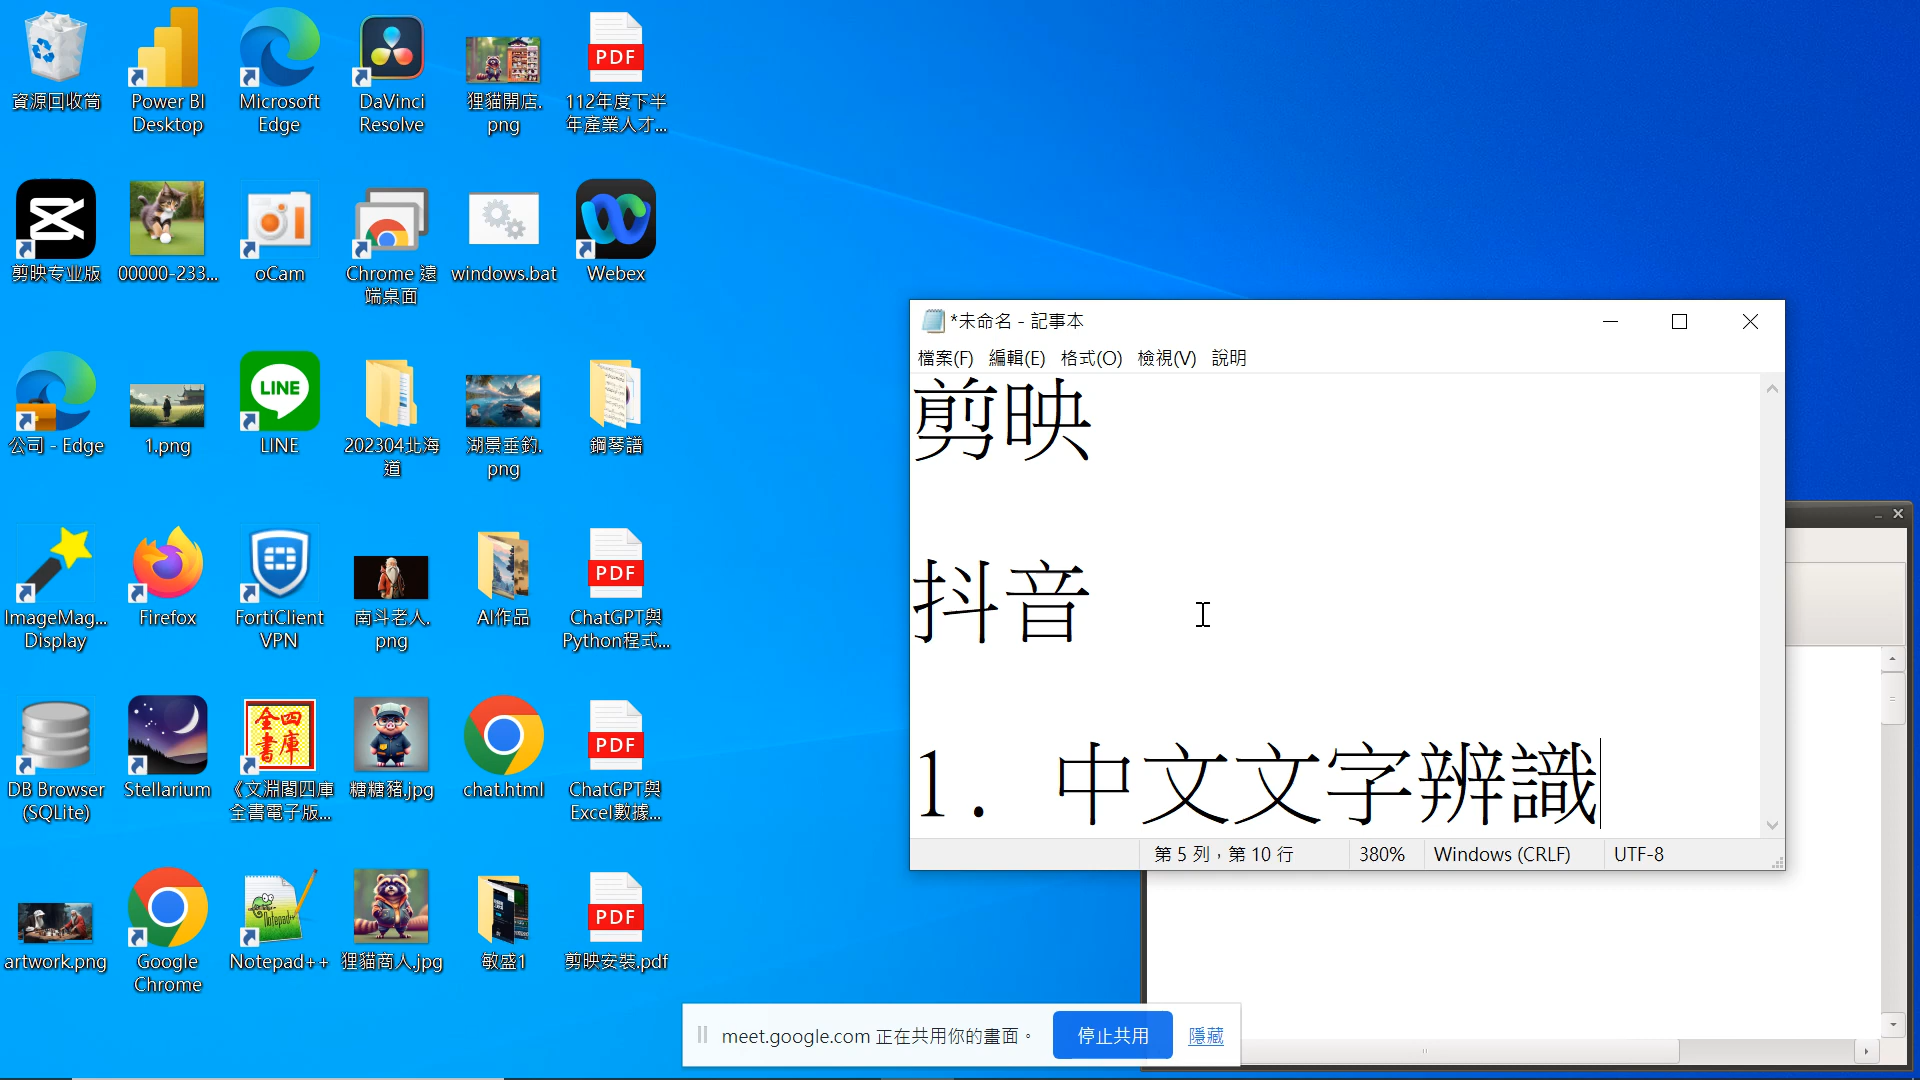 資源回收筒
Power BI
Desktop
Microsoft
Edge
DaVinci
Resolve
狸貓開店.
png
PDF
112年度下半
年產業人才...
剪映专业版
00000-233...
oCam
Chrome 遠
端桌面
windows.bat
Webex
公司 - Edge
1.png
LINE
LINE
202304北海
道
湖景垂釣.
png
鋼琴譜
ImageMag...
Display
Firefox
FortiClient
VPN
南斗老人.
png
AI作品
PDF
ChatGPT與
Python程式...
DB Browser
(SQLite)
Stellarium
四庫
全書
《文淵閣四庫
全書電子版...
糖糖豬.jpg
chat.html
PDF
ChatGPT與
Excel數據...
artwork.png
Google
Chrome
Notepad++
Notepad++
狸貓商人.jpg
敏盛1
PDF
剪映安裝.pdf
*未命名 - 記事本
檔案(F) 編輯(E) 格式(O) 檢視(V) 說明
剪映
抖音
1. 中文文字辨識
第 5 列，第 10 行 380% Windows (CRLF) UTF-8
meet.google.com 正在共用你的畫面。 停止共用 隱藏